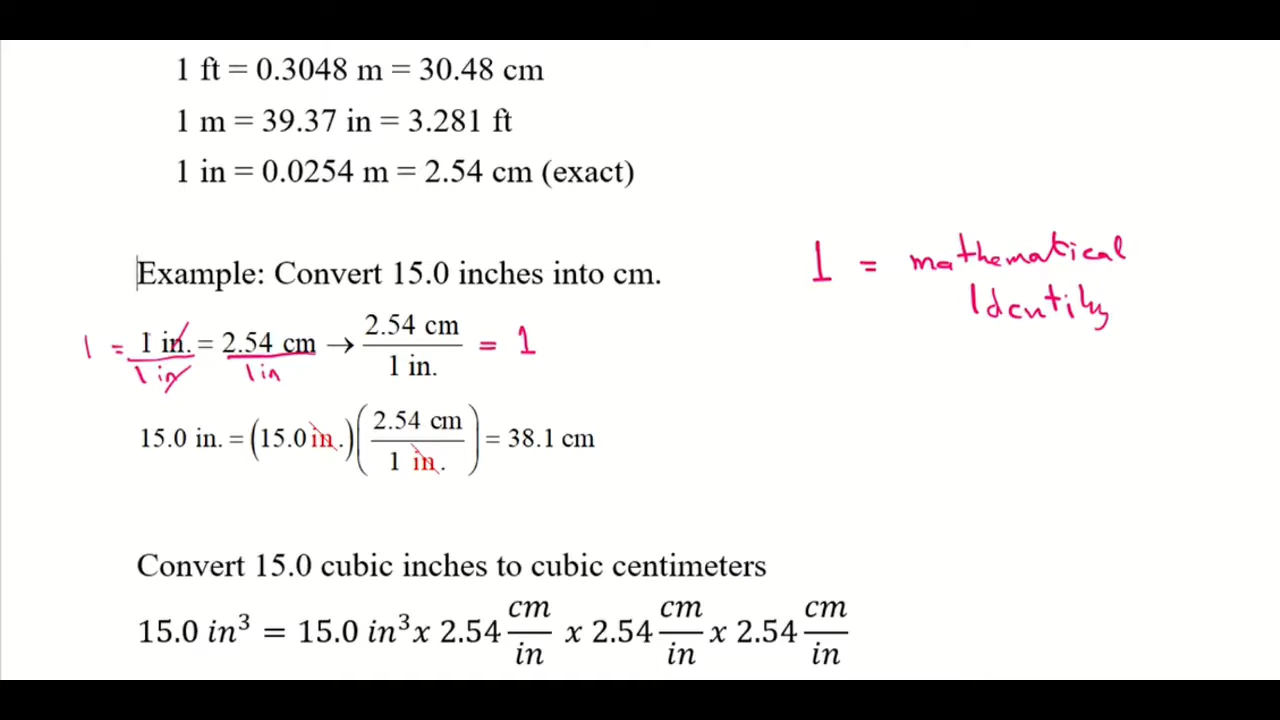 1 ft = 0.3048 m = 30.48 cm
1 m = 39.37 in = 3.281 ft
1 in = 0.0254 m = 2.54 cm (exact)
Example: Convert 15.0 inches into cm.
1 = mathematical
Identity
1 = 1 in. / 1 in = 2.54 cm / 1 in → 2.54 cm / 1 in. = 1
15.0 in. = (15.0 in.)(2.54 cm / 1 in.) = 38.1 cm
Convert 15.0 cubic inches to cubic centimeters
15.0 in³ = 15.0 in³ x 2.54 cm/in x 2.54 cm/in x 2.54 cm/in